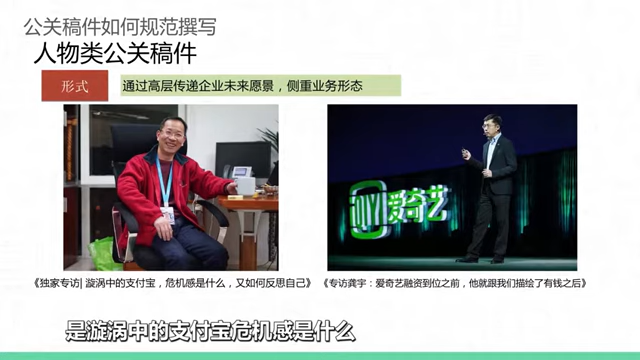 公关稿件如何规范撰写
人物类公关稿件
形式
通过高层传递企业未来愿景，侧重业务形态
iQIYI 爱奇艺
《独家专访| 漩涡中的支付宝，危机感是什么，又如何反思自己》
《专访龚宇：爱奇艺融资到位之前，他就跟我们描绘了有钱之后》
是漩涡中的支付宝危机感是什么